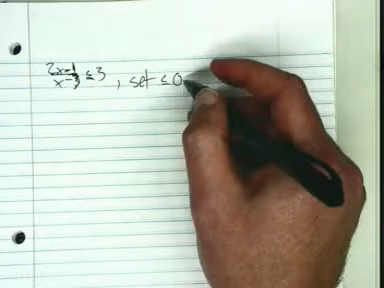 (2x-1)/(x-3) ≤ 3 , set ≤ 0